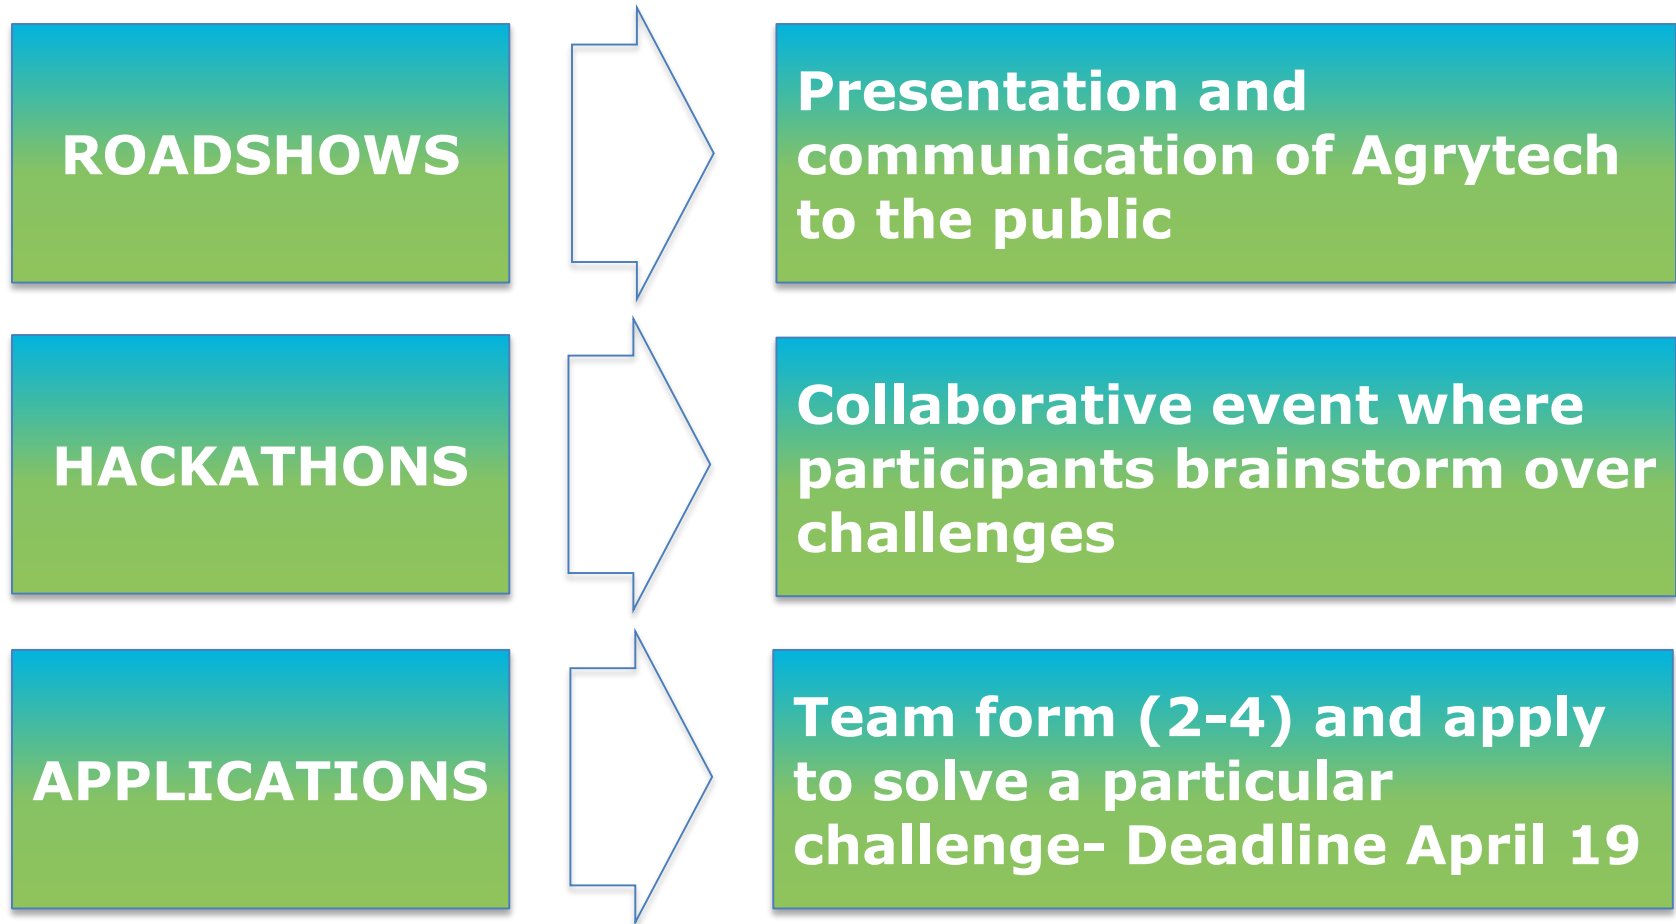 ROADSHOWS
Presentation and
communication of Agrytech
to the public
HACKATHONS
Collaborative event where
participants brainstorm over
challenges
APPLICATIONS
Team form (2-4) and apply
to solve a particular
challenge- Deadline April 19